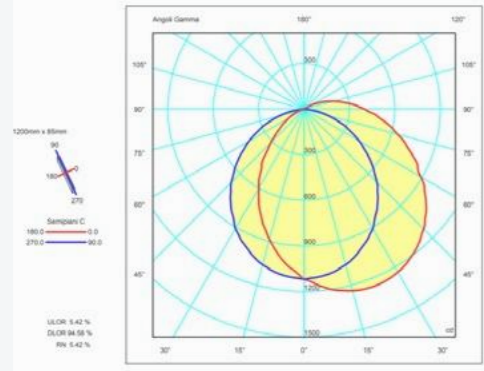 Angoli Gamma 180° 120°
300
105° 105°
90° 90°
1200mm x 85mm
90
300
75° 75°
180 0
270
60° 600 60°
Semipiani C
180.0 0.0
270.0 90.0
900
45° 45°
1200
ULOR 5.42 %
DLOR 94.58 %
RN: 5.42 %
1500 cd
30° 15° 0° 15° 30°